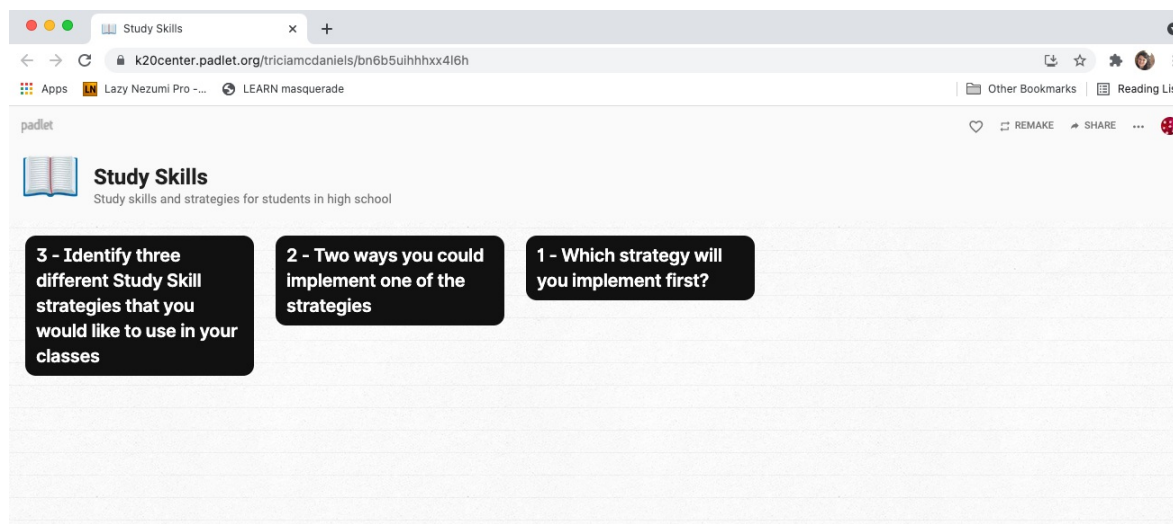 Study Skills
k20center.padlet.org/triciamcdaniels/bn6b5uihhhxx4l6h
Apps
LN
Lazy Nezumi Pro -...
LEARN masquerade
Other Bookmarks
Reading Lis
padlet
REMAKE
SHARE
Study Skills
Study skills and strategies for students in high school
3 - Identify three
different Study Skill
strategies that you
would like to use in your
classes
2 - Two ways you could
implement one of the
strategies
1 - Which strategy will
you implement first?